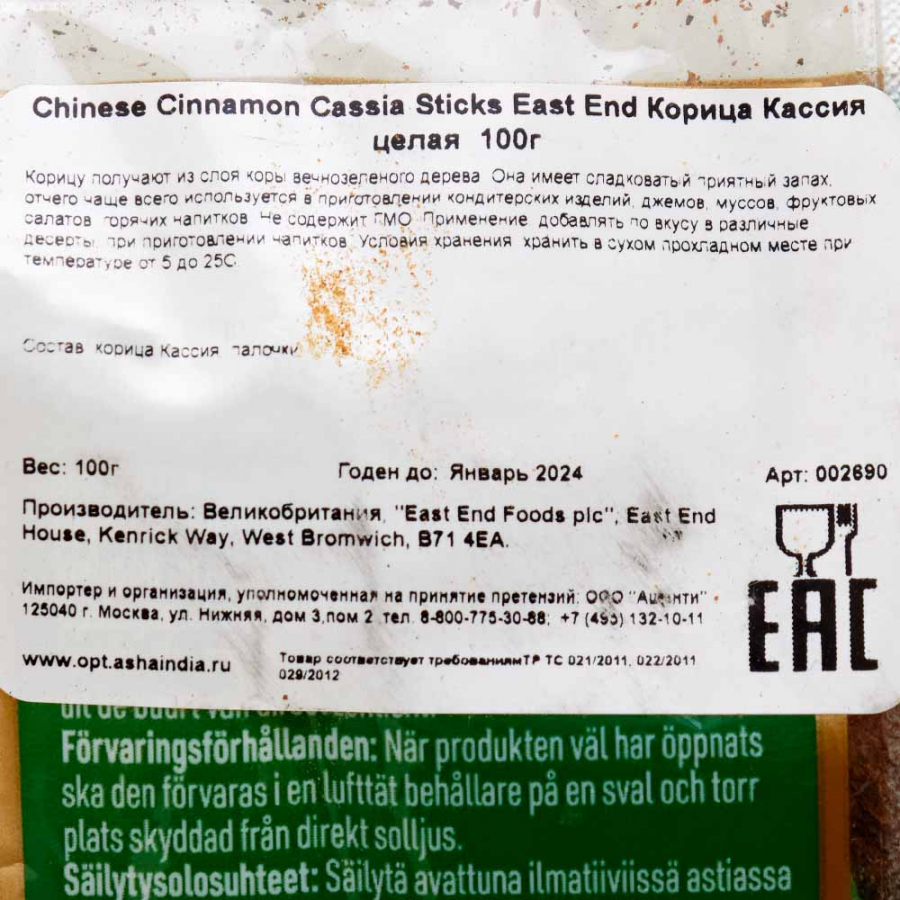 Chinese Cinnamon Cassia Sticks East End Корица Кассия
целая 100г
Корицу получают из слоя коры вечнозеленого дерева Она имеет сладковатый приятный запах,
отчего чаще всего используется в приготовлении кондитерских изделий, джемов, муссов, фруктовых
салатов горячих напитков Не содержит ГМО Применение добавлять по вкусу в различные
десерты при приготовлении напитков Условия хранения хранить в сухом прохладном месте при
температуре от 5 до 25С
Состав корица Кассия палочки
Вес: 100г
Годен до: Январь 2024
Арт: 002690
Производитель: Великобритания, "East End Foods plc", East End
House, Kenrick Way, West Bromwich, B71 4EA.
Импортер и организация, уполномоченная на принятие претензий: ООО
125040 г. Москва, ул. Нижняя, дом 3,пом 2 тел. 8-800-775-30-88; +7 (495) 132-10-11
EAC
www.opt.ashaindia.ru
Товар соответствует требованиям ТР ТС 021/2011, 022/2011
029/2012
Förvaringsförhållanden: När produkten väl har öppnats
ska den förvaras i en lufttät behållare på en sval och torr
plats skyddad från direkt solljus.
Säilytysolosuhteet: Säilytä avattuna ilmatiiviissä astiassa